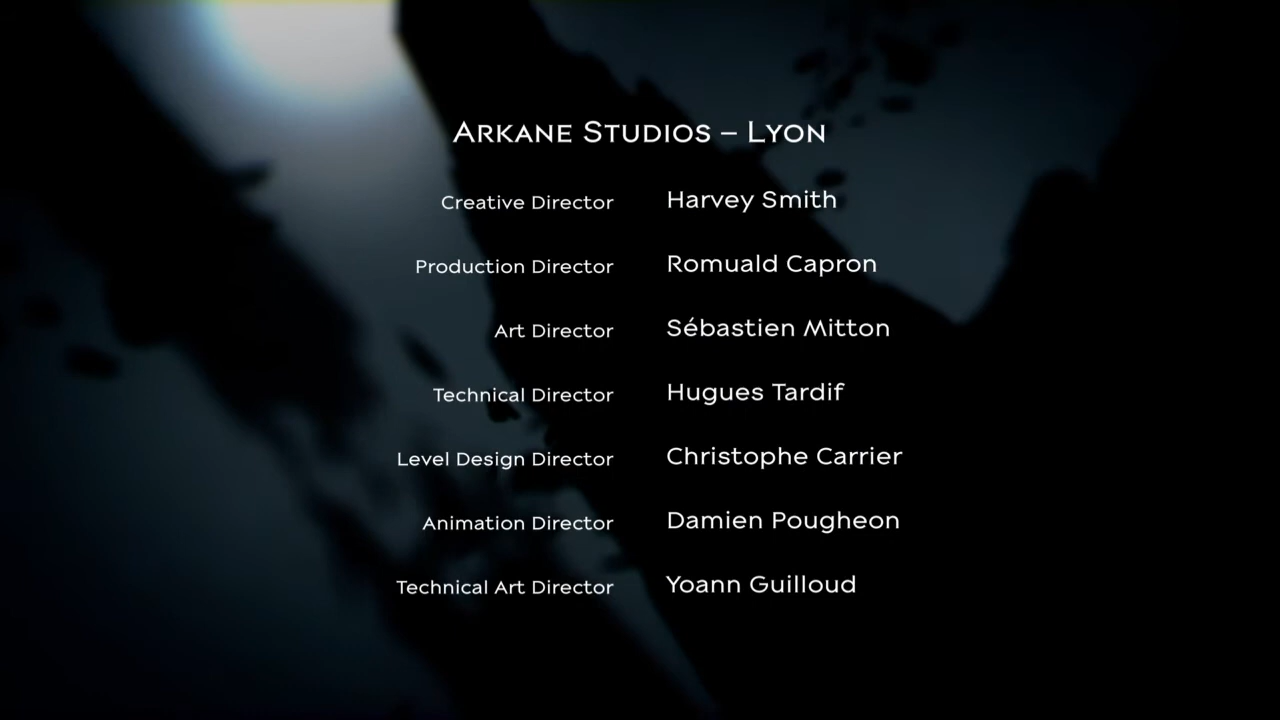 ARKANE STUDIOS – LYON
Creative Director Harvey Smith
Production Director Romuald Capron
Art Director Sébastien Mitton
Technical Director Hugues Tardif
Level Design Director Christophe Carrier
Animation Director Damien Pougheon
Technical Art Director Yoann Guilloud